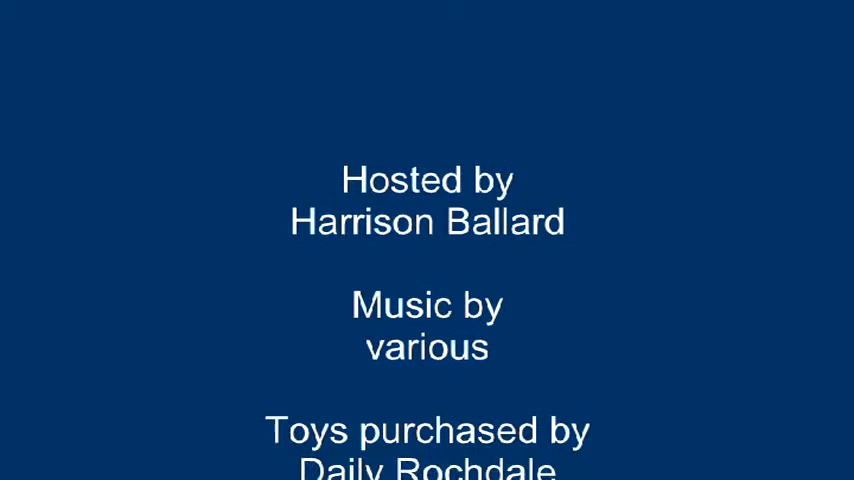 Hosted by
Harrison Ballard
Music by
various
Toys purchased by
Daily Rochdale